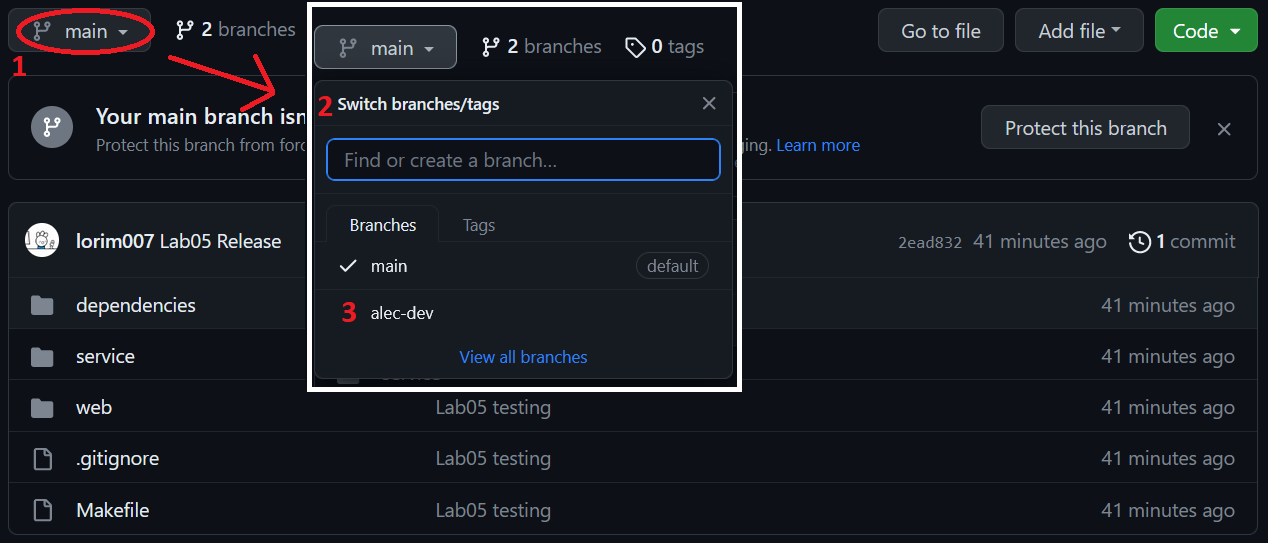 main
2 branches
1
Go to file
Add file
Code
Your main branch isn
Protect this branch from forc
ging. Learn more
Protect this branch
main
2 branches
0 tags
2 Switch branches/tags
Find or create a branch...
Branches
Tags
main
default
3 alec-dev
View all branches
lorim007 Lab05 Release
2ead832 41 minutes ago
1 commit
dependencies
41 minutes ago
service
41 minutes ago
web
Lab05 testing
41 minutes ago
.gitignore
Lab05 testing
41 minutes ago
Makefile
Lab05 testing
41 minutes ago